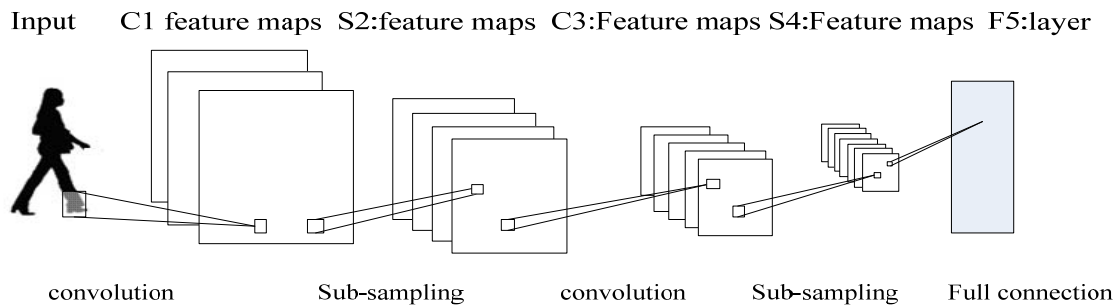 Input C1 feature maps S2:feature maps C3:Feature maps S4:Feature maps F5:layer
convolution Sub-sampling convolution Sub-sampling Full connection